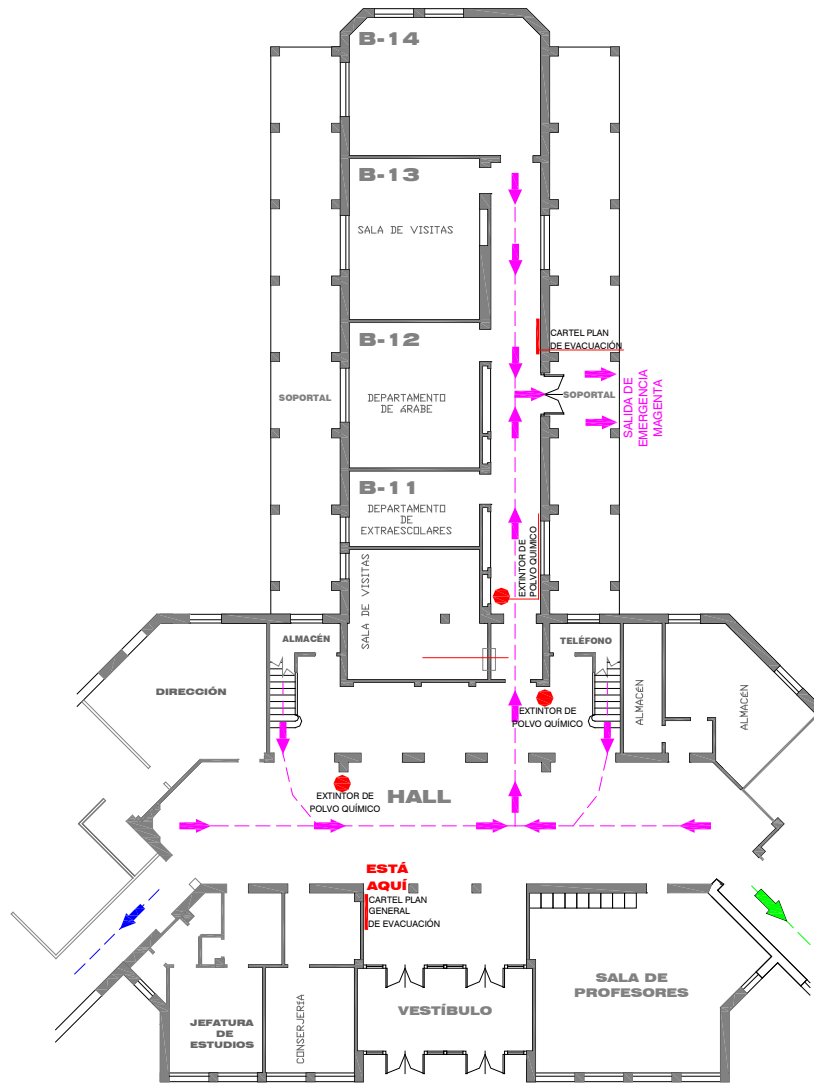 B-14
B-13
SALA DE VISITAS
CARTEL PLAN
DE EVACUACIÓN
B-12
DEPARTAMENTO
DE ÁRABE
SOPORTAL
SOPORTAL
SALIDA DE
EMERGENCIA
MAGENTA
B-11
DEPARTAMENTO
DE
EXTRAESCOLARES
EXTINTOR DE
POLVO QUIMICO
SALA DE VISITAS
ALMACÉN
TELÉFONO
DIRECCIÓN
ALMACÉN
ALMACÉN
EXTINTOR DE
POLVO QUÍMICO
EXTINTOR DE
POLVO QUÍMICO
HALL
ESTÁ
AQUÍ
CARTEL PLAN
GENERAL
DE EVACUACIÓN
SALA DE
PROFESORES
VESTÍBULO
CONSERJERÍA
JEFATURA
DE
ESTUDIOS